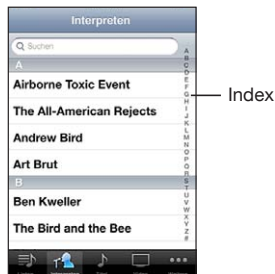 Interpreten
Suchen
A
Airborne Toxic Event
The All-American Rejects
Andrew Bird
Art Brut
B
Ben Kweller
The Bird and the Bee
A
B
C
D
E
F
G
H
I
J
K
L
M
N
O
P
Q
R
S
T
U
V
W
X
Y
Z
#
Index